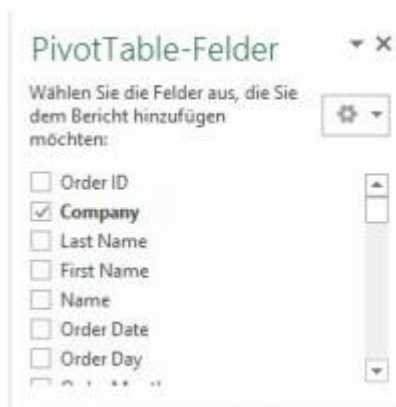 PivotTable-Felder
Wählen Sie die Felder aus, die Sie
dem Bericht hinzufügen
möchten:
Order ID
Company
Last Name
First Name
Name
Order Date
Order Day